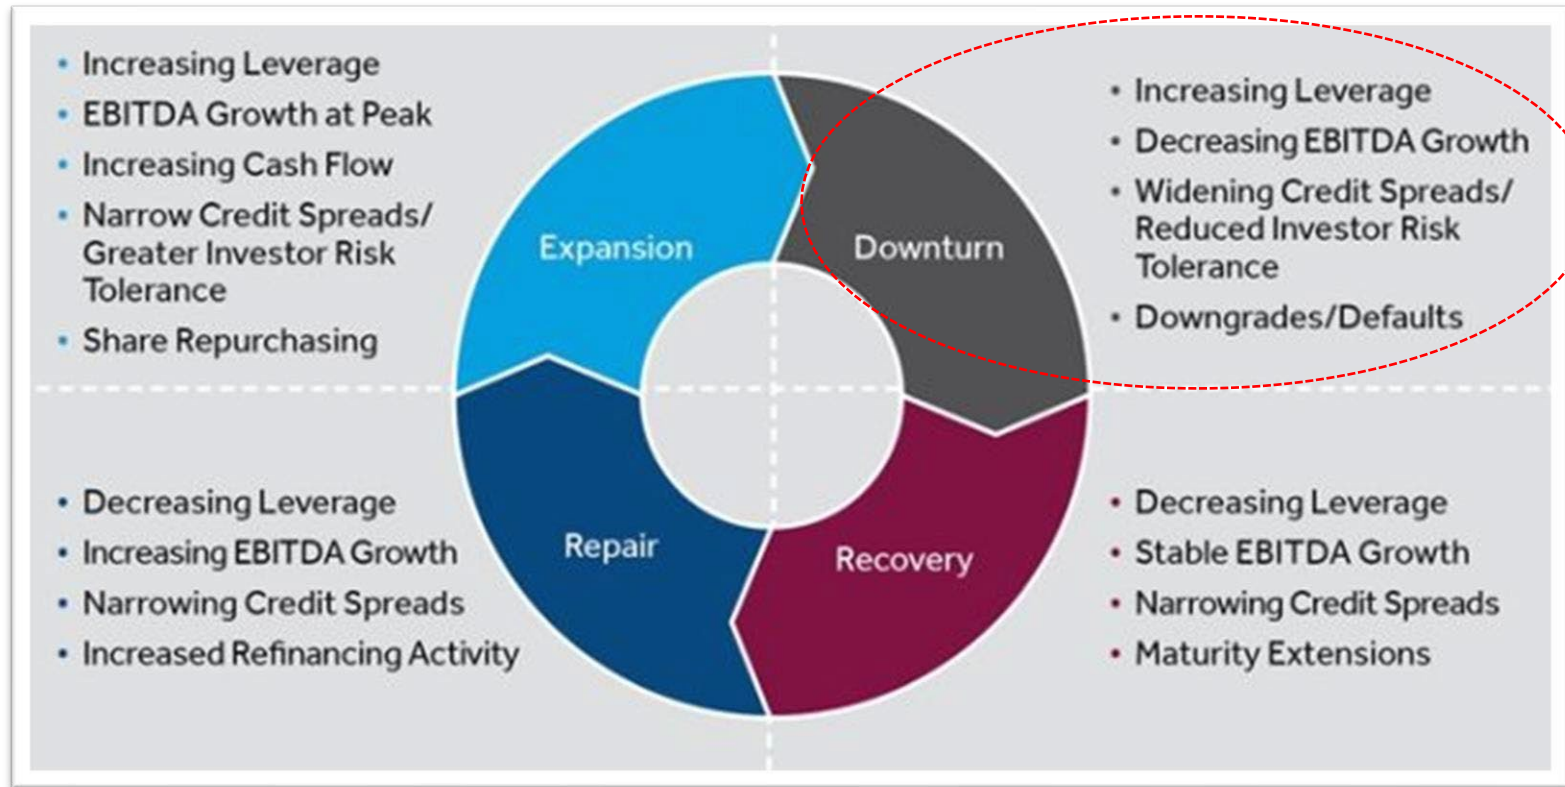 Increasing Leverage
EBITDA Growth at Peak
Increasing Cash Flow
Narrow Credit Spreads/
Greater Investor Risk
Tolerance
Share Repurchasing
Expansion
Downturn
Increasing Leverage
Decreasing EBITDA Growth
Widening Credit Spreads/
Reduced Investor Risk
Tolerance
Downgrades/Defaults
Decreasing Leverage
Increasing EBITDA Growth
Narrowing Credit Spreads
Increased Refinancing Activity
Repair
Recovery
Decreasing Leverage
Stable EBITDA Growth
Narrowing Credit Spreads
Maturity Extensions